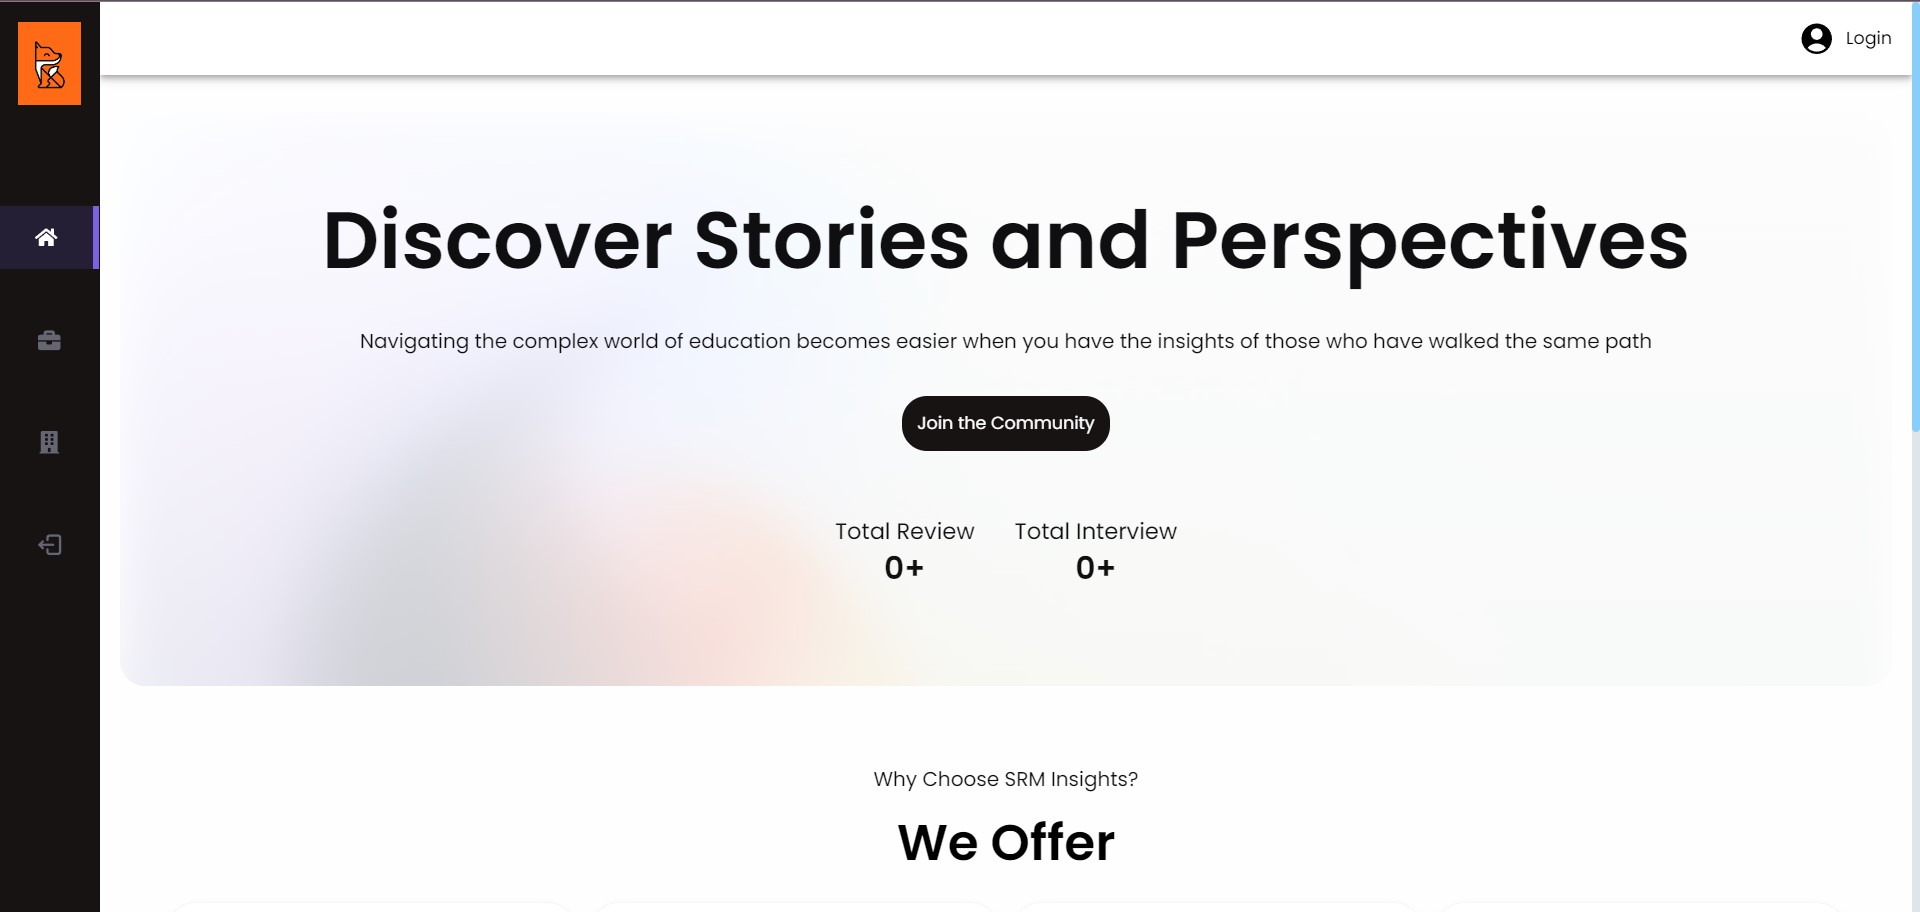 Login
Discover Stories and Perspectives
Navigating the complex world of education becomes easier when you have the insights of those who have walked the same path
Join the Community
Total Review
0+
Total Interview
0+
Why Choose SRM Insights?
We Offer